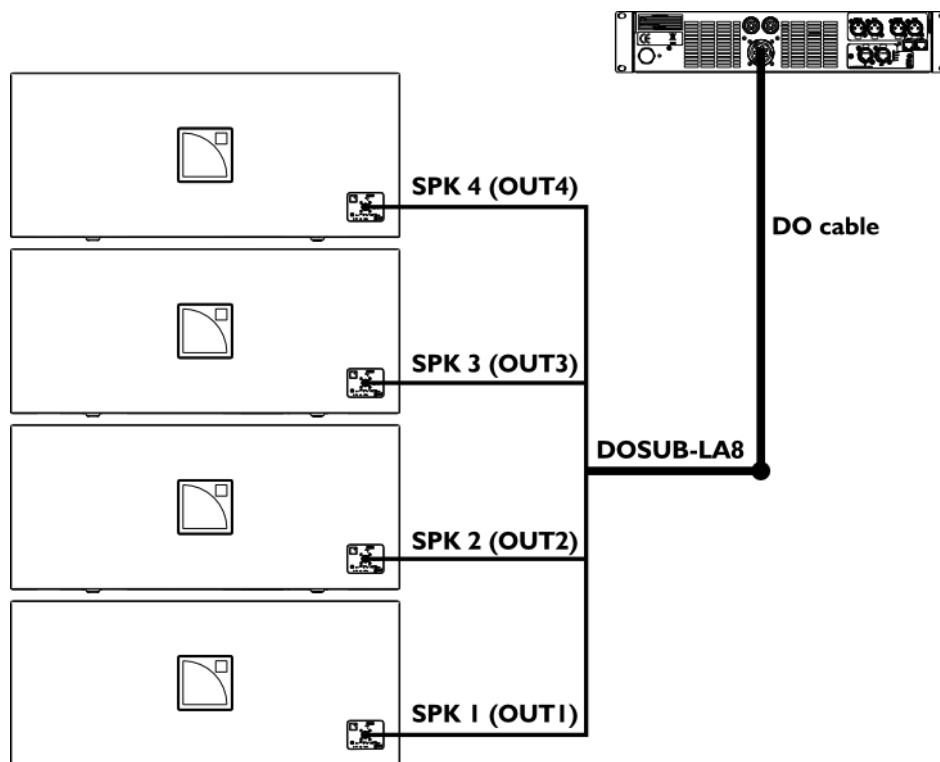 SPK 4 (OUT4)
DO cable
SPK 3 (OUT3)
DOSUB-LA8
SPK 2 (OUT2)
SPK 1 (OUT1)